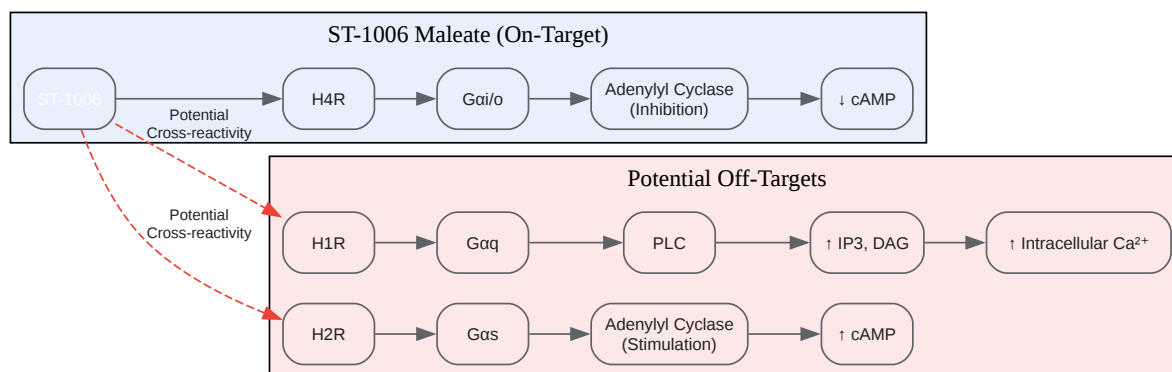 ST-1006 Maleate (On-Target)
ST-1006
H4R
Gαi/o
Adenylyl Cyclase
(Inhibition)
↓ cAMP
Potential
Cross-reactivity
Potential Off-Targets
Potential
Cross-reactivity
H1R
Gαq
PLC
↑ IP3, DAG
↑ Intracellular Ca²⁺
H2R
Gαs
Adenylyl Cyclase
(Stimulation)
↑ cAMP